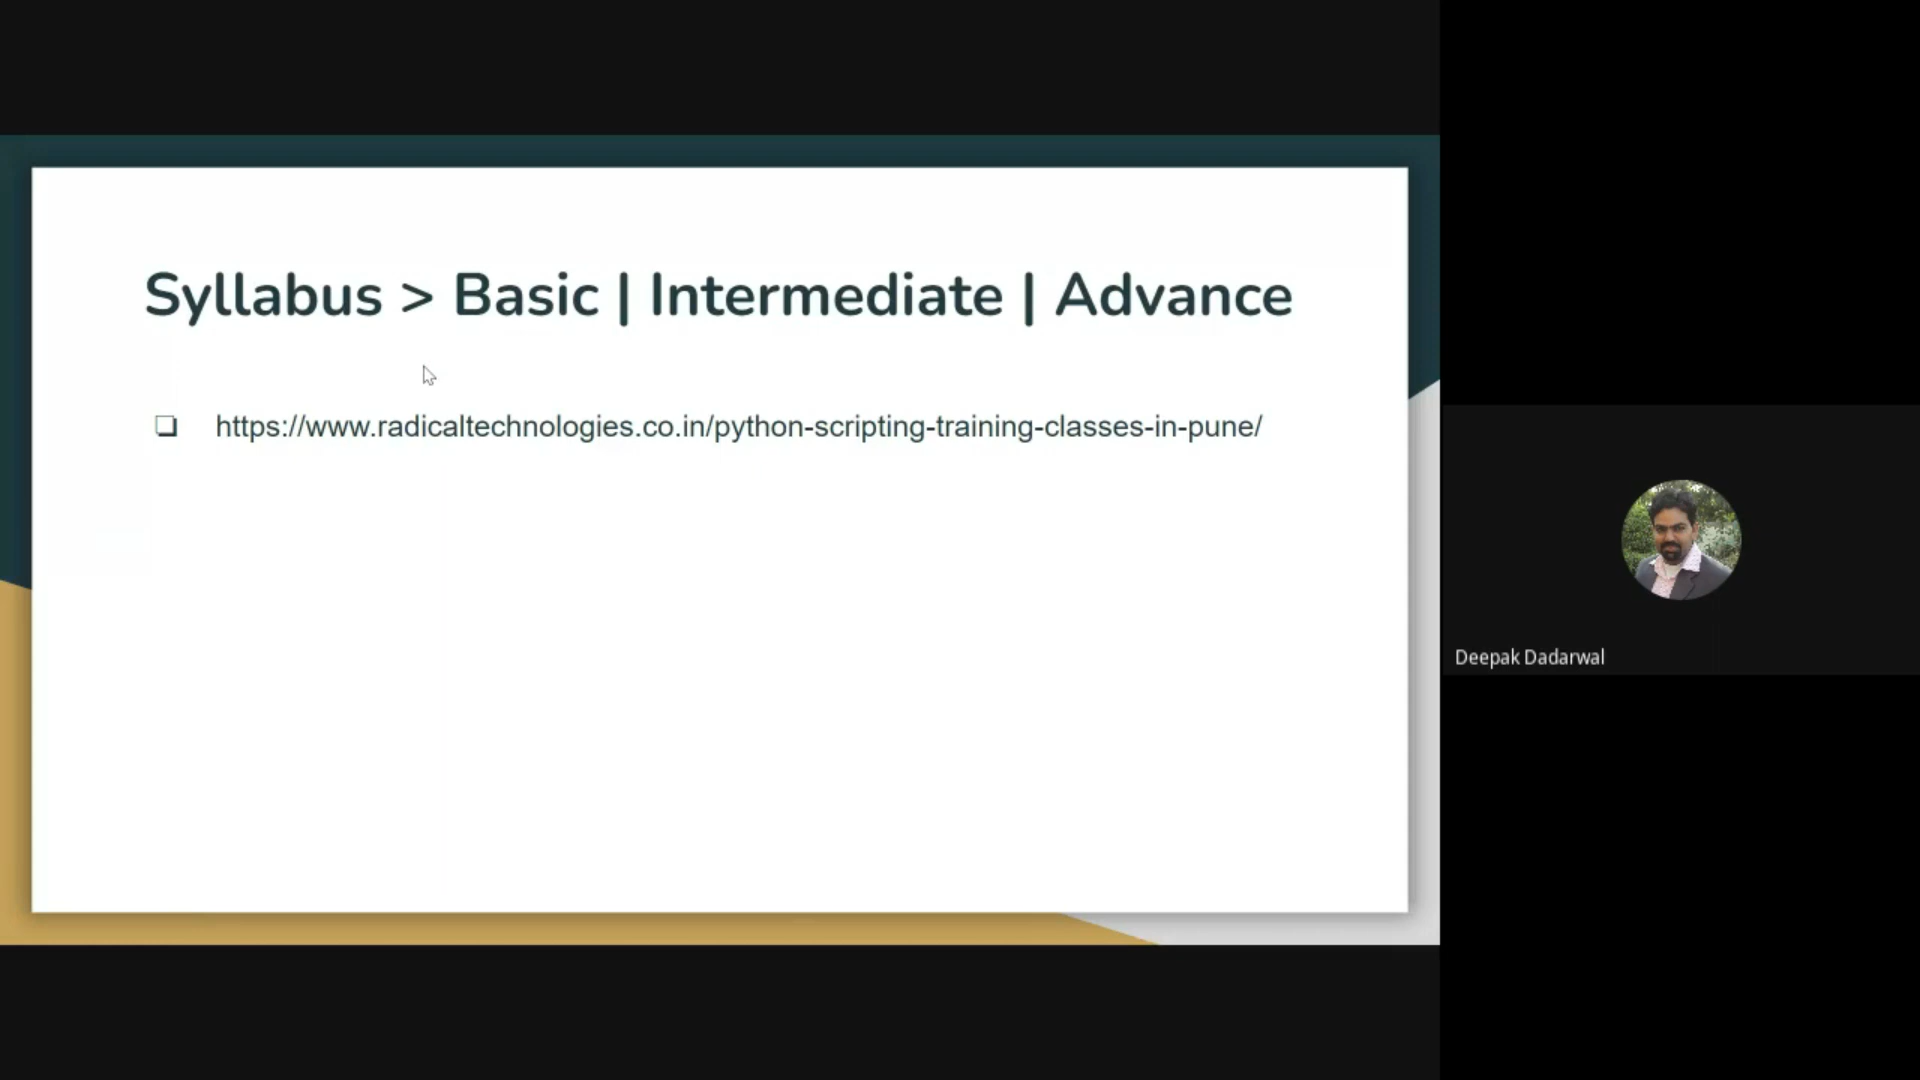 Syllabus > Basic | Intermediate | Advance
https://www.radicaltechnologies.co.in/python-scripting-training-classes-in-pune/
Deepak Dadarwal